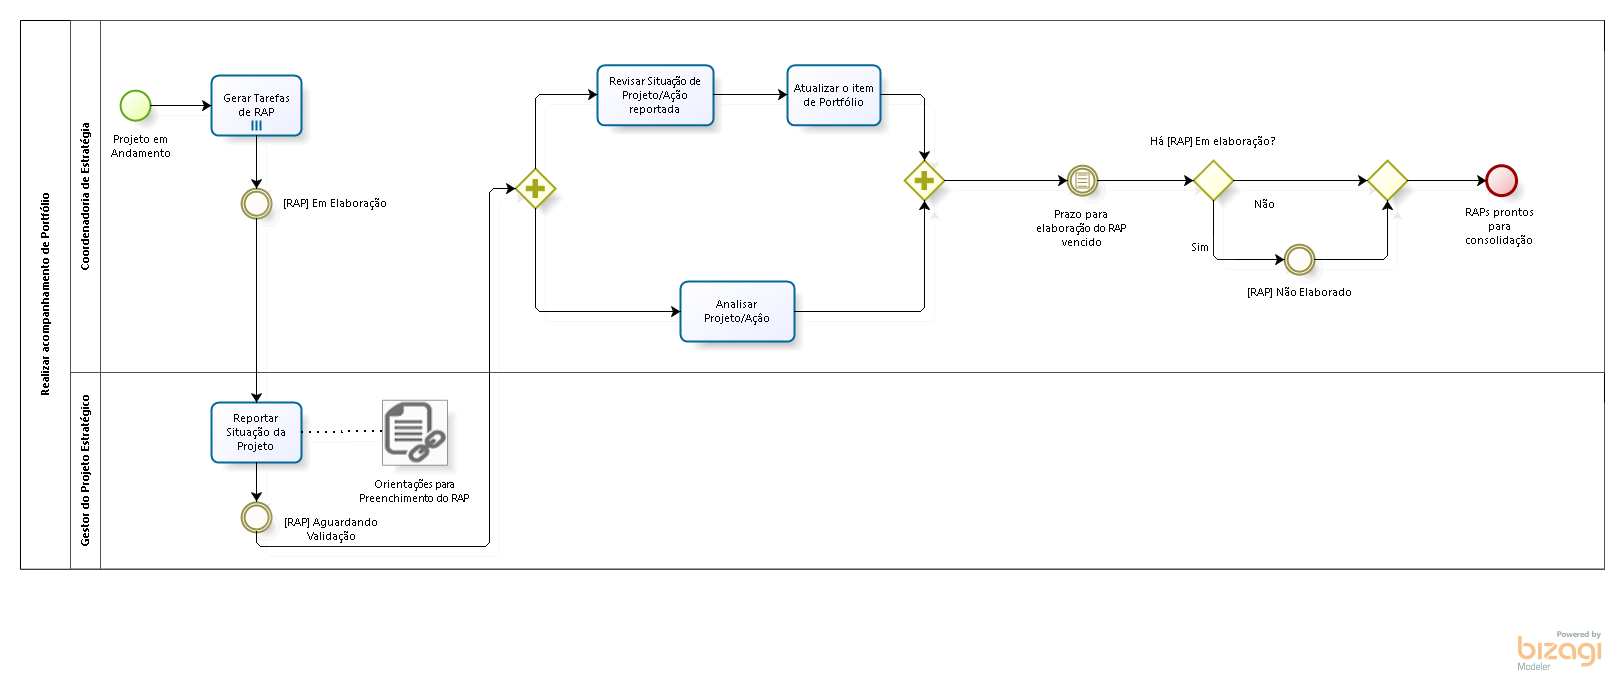 Realizar acompanhamento de Portfólio
Coordenadoria de Estratégia
Projeto em
Andamento
Gerar Tarefas
de RAP
[RAP] Em Elaboração
Revisar Situação de
Projeto/Ação
reportada
Atualizar o item
de Portfólio
Analisar
Projeto/Ação
Prazo para
elaboração do RAP
vencido
Há [RAP] Em elaboração?
Não
Sim
[RAP] Não Elaborado
RAPs prontos
para
consolidação
Gestor do Projeto Estratégico
Reportar
Situação da
Projeto
Orientações para
Preenchimento do RAP
[RAP] Aguardando
Validação
Powered by
bizagi
Modeler